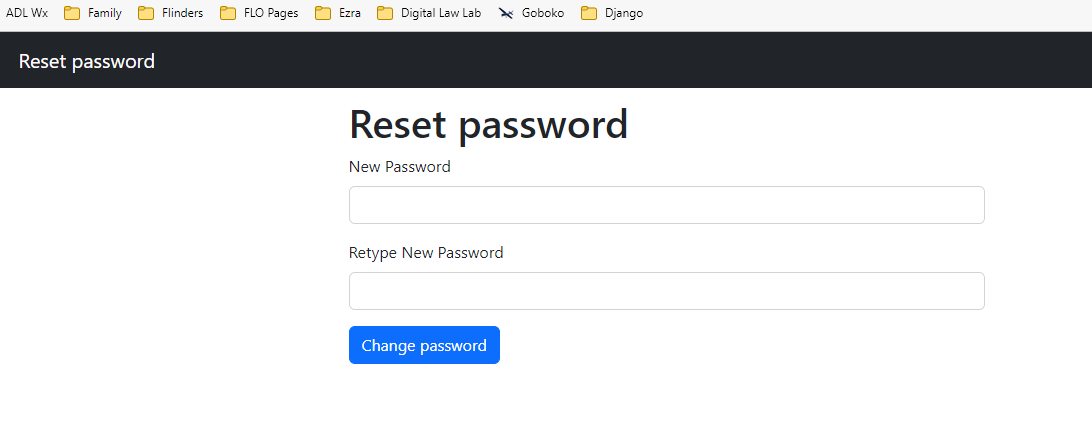 ADL Wx Family Flinders FLO Pages Ezra Digital Law Lab Goboko Django
Reset password
Reset password
New Password
Retype New Password
Change password